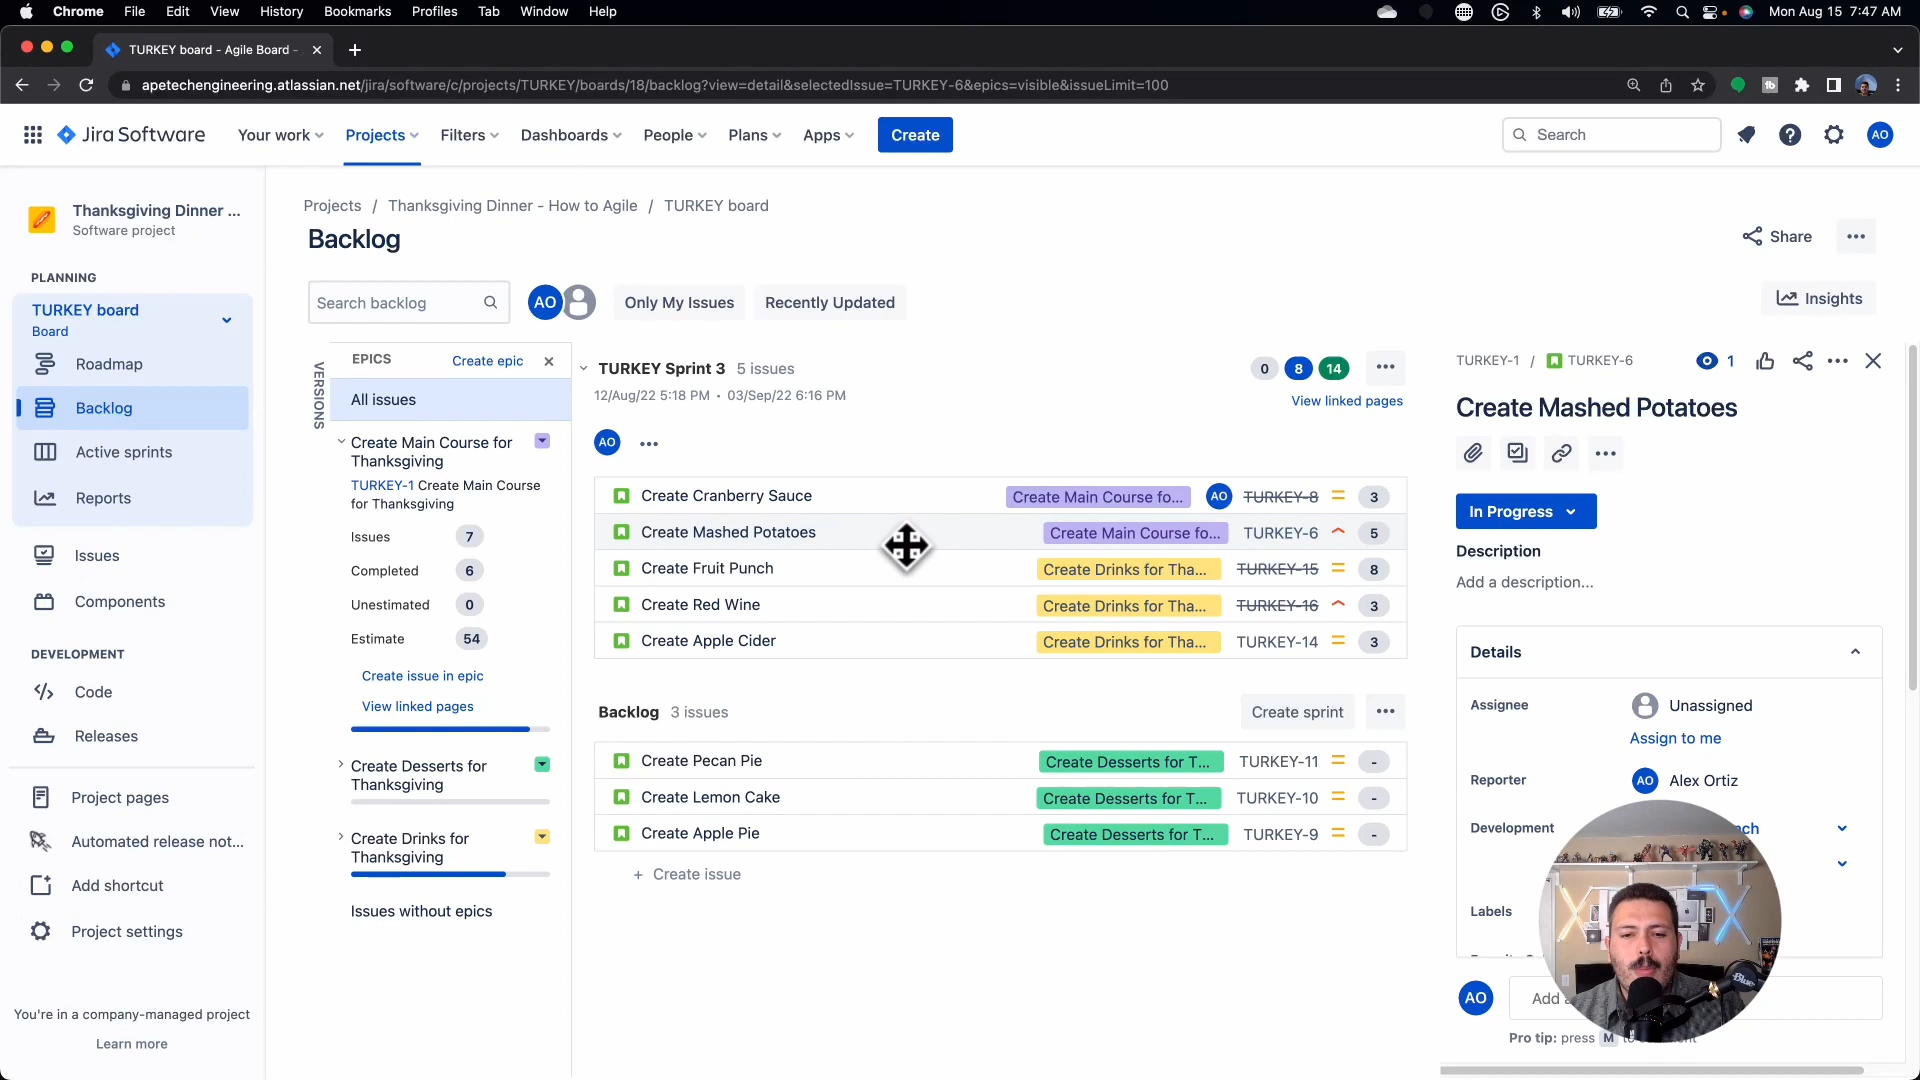 Chrome File Edit View History Bookmarks Profiles Tab Window Help Mon Aug 15 7:47 AM
TURKEY board - Agile Board -
apetechengineering.atlassian.net/jira/software/c/projects/TURKEY/boards/18/backlog?view=detail&selectedIssue=TURKEY-6&epics=visible&issueLimit=100
Jira Software Your work Projects Filters Dashboards People Plans Apps Create Search AO
Thanksgiving Dinner ...
Software project
PLANNING
TURKEY board
Board
Roadmap
Backlog
Active sprints
Reports
Issues
Components
DEVELOPMENT
Code
Releases
Project pages
Automated release not...
Add shortcut
Project settings
You're in a company-managed project
Learn more
Projects / Thanksgiving Dinner - How to Agile / TURKEY board
Backlog
Share
Search backlog AO Only My Issues Recently Updated Insights
VERSIONS
EPICS Create epic
All issues
Create Main Course for
Thanksgiving
TURKEY-1 Create Main Course
for Thanksgiving
Issues 7
Completed 6
Unestimated 0
Estimate 54
Create issue in epic
View linked pages
Create Desserts for
Thanksgiving
Create Drinks for
Thanksgiving
Issues without epics
TURKEY Sprint 3 5 issues 0 8 14
12/Aug/22 5:18 PM • 03/Sep/22 6:16 PM
View linked pages
AO
Create Cranberry Sauce Create Main Course fo... AO TURKEY-8 3
Create Mashed Potatoes Create Main Course fo... TURKEY-6 5
Create Fruit Punch Create Drinks for Tha... TURKEY-15 8
Create Red Wine Create Drinks for Tha... TURKEY-16 3
Create Apple Cider Create Drinks for Tha... TURKEY-14 3
Backlog 3 issues Create sprint
Create Pecan Pie Create Desserts for T... TURKEY-11 -
Create Lemon Cake Create Desserts for T... TURKEY-10 -
Create Apple Pie Create Desserts for T... TURKEY-9 -
+ Create issue
TURKEY-1 / TURKEY-6 1
Create Mashed Potatoes
In Progress
Description
Add a description...
Details
Assignee Unassigned
Assign to me
Reporter AO Alex Ortiz
Development
Labels
AO Add
Pro tip: press M
Blue